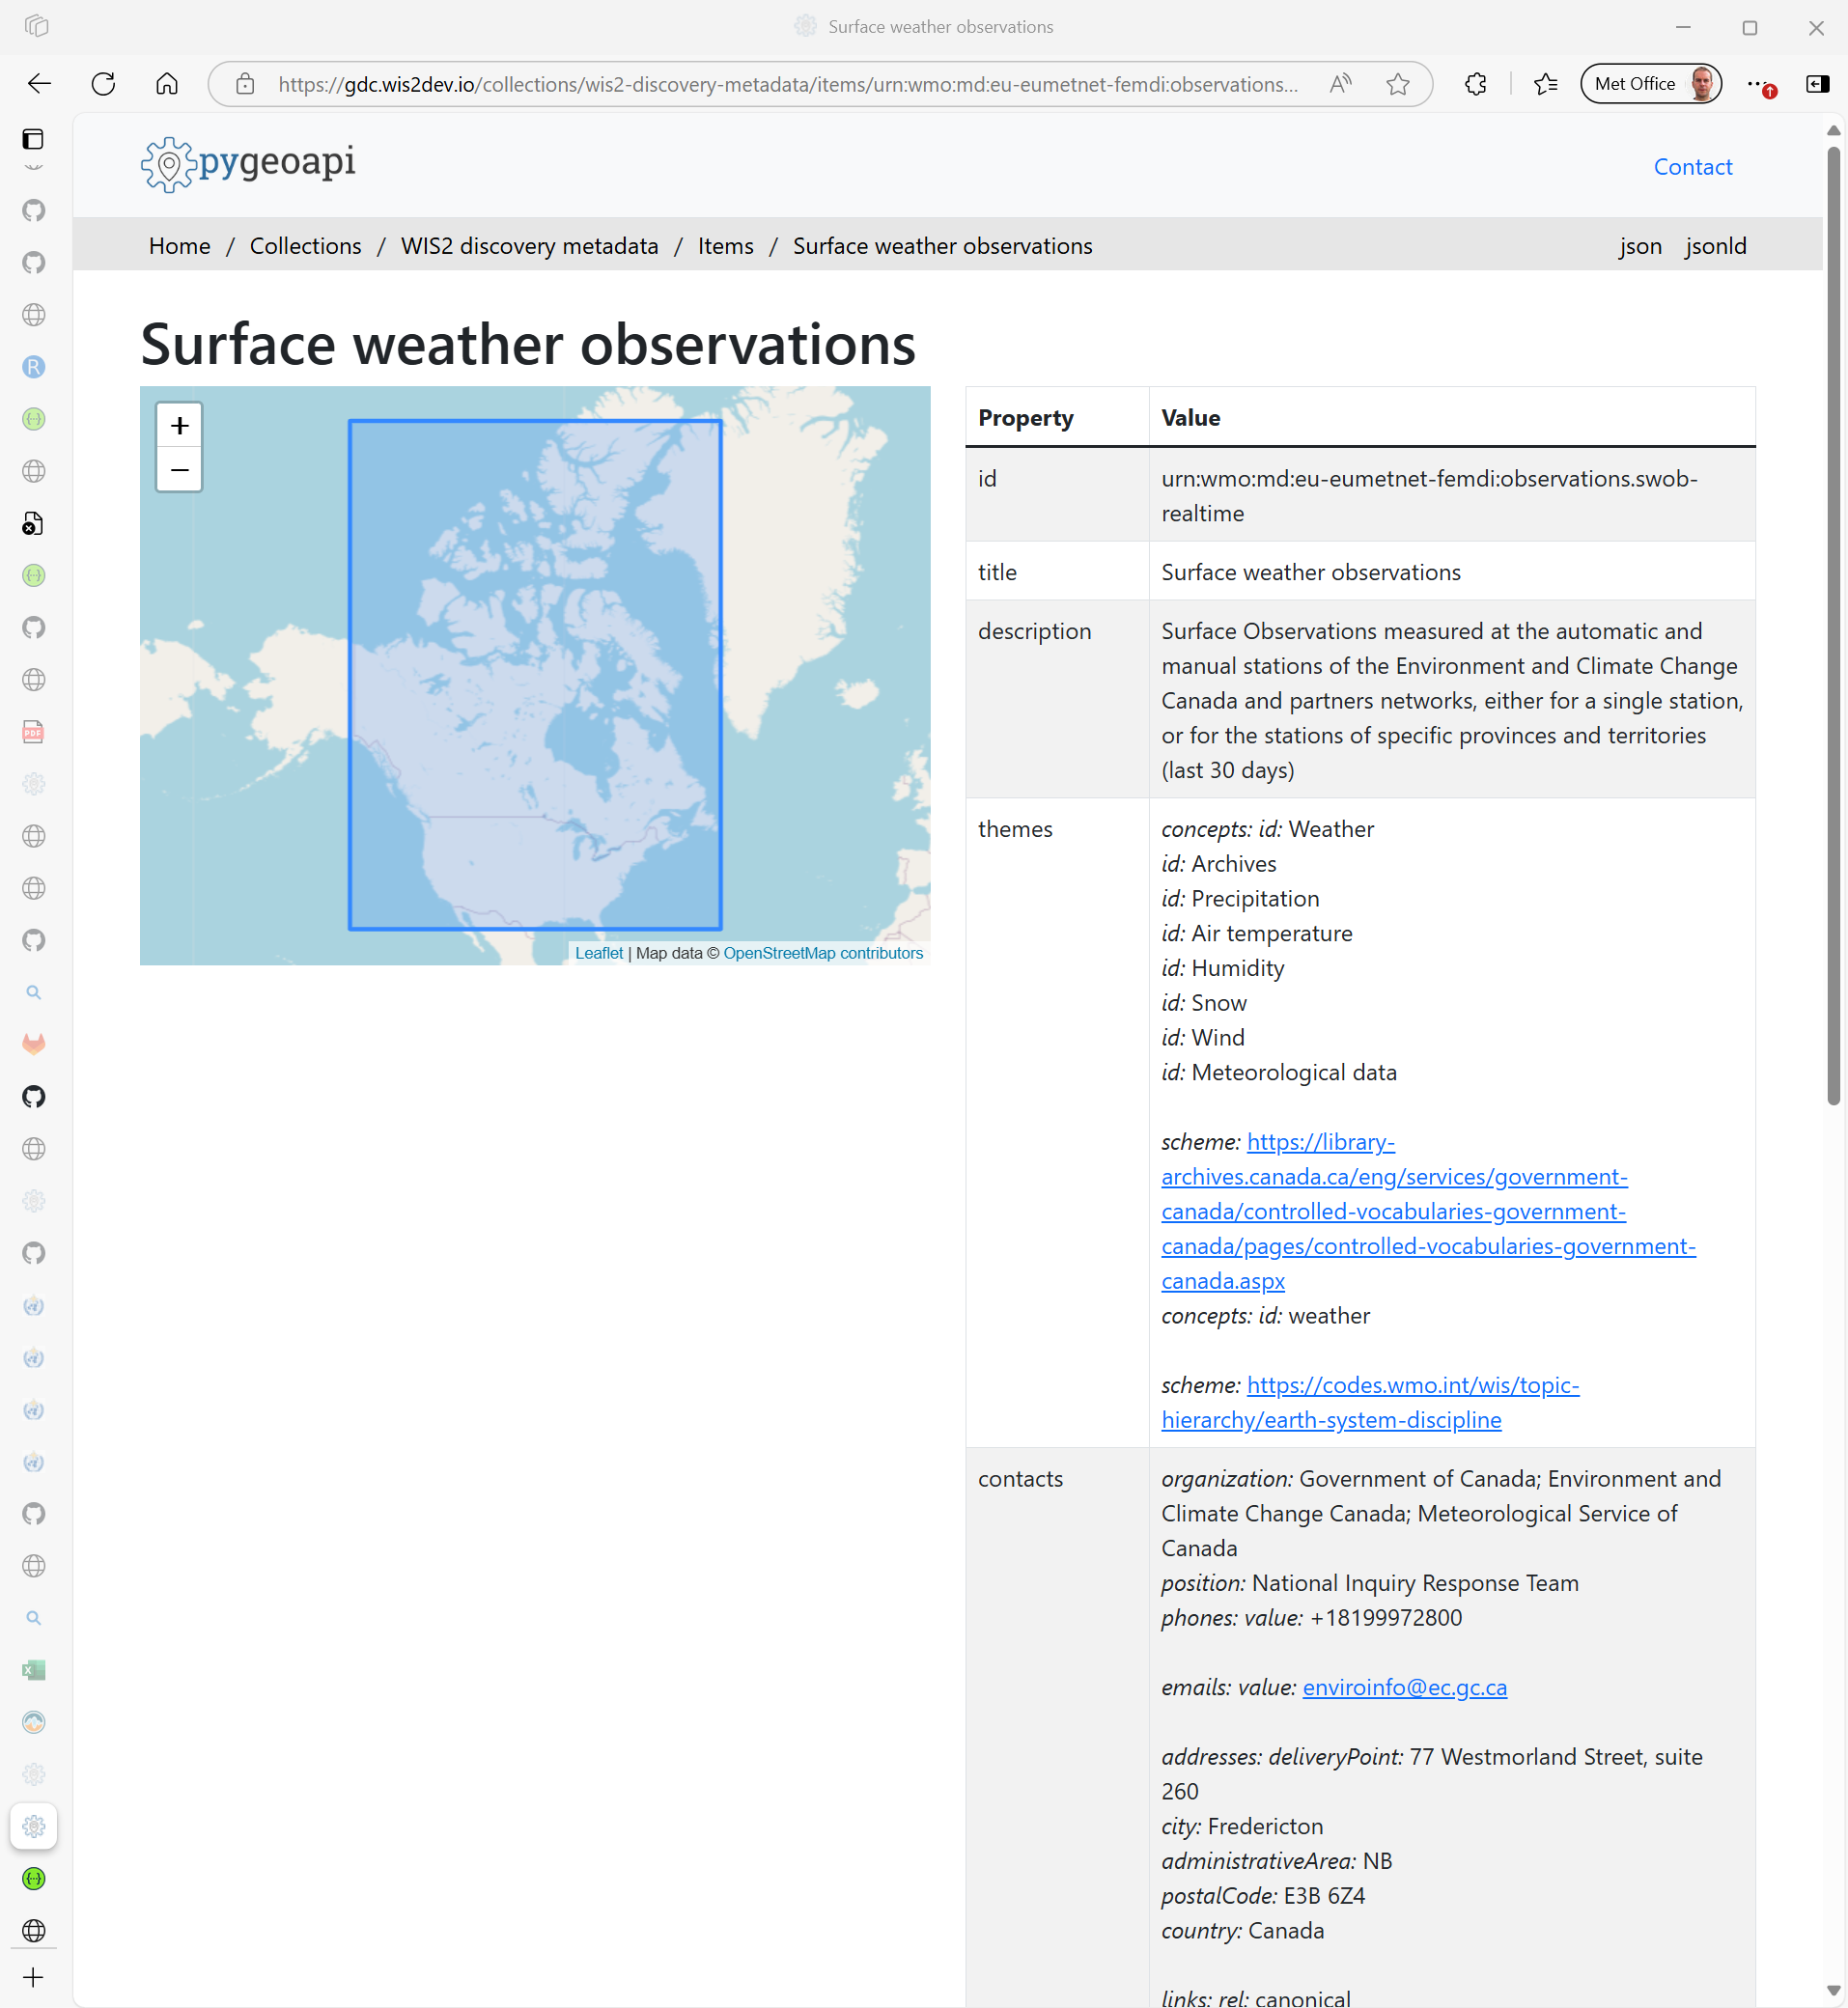 Surface weather observations
https://gdc.wis2dev.io/collections/wis2-discovery-metadata/items/urn:wmo:md:eu-eumetnet-femdi:observations...
Met Office
pygeoapi
Contact
Home / Collections / WIS2 discovery metadata / Items / Surface weather observations
json jsonld
Surface weather observations
+
−
Leaflet | Map data © OpenStreetMap contributors
Property Value
id urn:wmo:md:eu-eumetnet-femdi:observations.swob-
realtime
title Surface weather observations
description Surface Observations measured at the automatic and
manual stations of the Environment and Climate Change
Canada and partners networks, either for a single station,
or for the stations of specific provinces and territories
(last 30 days)
themes concepts: id: Weather
id: Archives
id: Precipitation
id: Air temperature
id: Humidity
id: Snow
id: Wind
id: Meteorological data
scheme: https://library-
archives.canada.ca/eng/services/government-
canada/controlled-vocabularies-government-
canada/pages/controlled-vocabularies-government-
canada.aspx
concepts: id: weather
scheme: https://codes.wmo.int/wis/topic-
hierarchy/earth-system-discipline
contacts organization: Government of Canada; Environment and
Climate Change Canada; Meteorological Service of
Canada
position: National Inquiry Response Team
phones: value: +18199972800
emails: value: enviroinfo@ec.gc.ca
addresses: deliveryPoint: 77 Westmorland Street, suite
260
city: Fredericton
administrativeArea: NB
postalCode: E3B 6Z4
country: Canada
links: rel: canonical